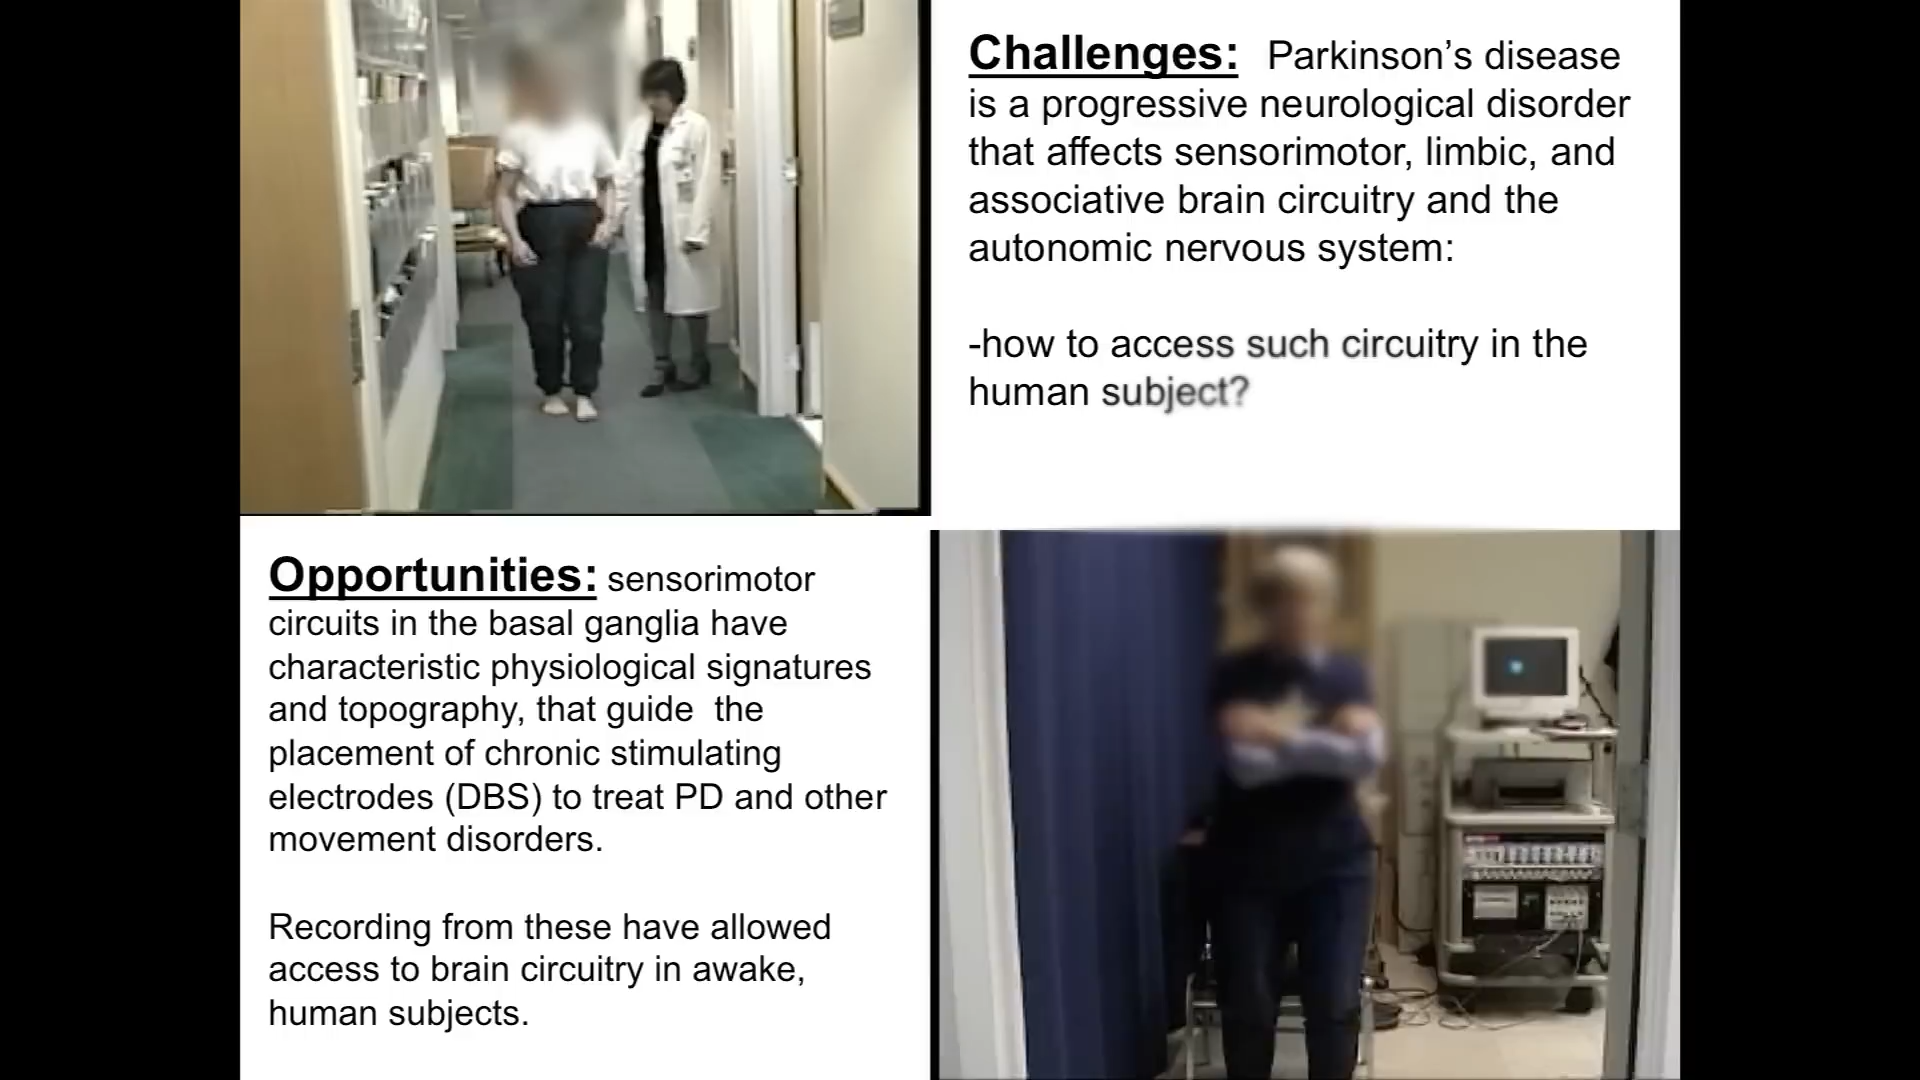 Challenges: Parkinson's disease
is a progressive neurological disorder
that affects sensorimotor, limbic, and
associative brain circuitry and the
autonomic nervous system:
-how to access such circuitry in the
human subject?
Opportunities: sensorimotor
circuits in the basal ganglia have
characteristic physiological signatures
and topography, that guide  the
placement of chronic stimulating
electrodes (DBS) to treat PD and other
movement disorders.
Recording from these have allowed
access to brain circuitry in awake,
human subjects.